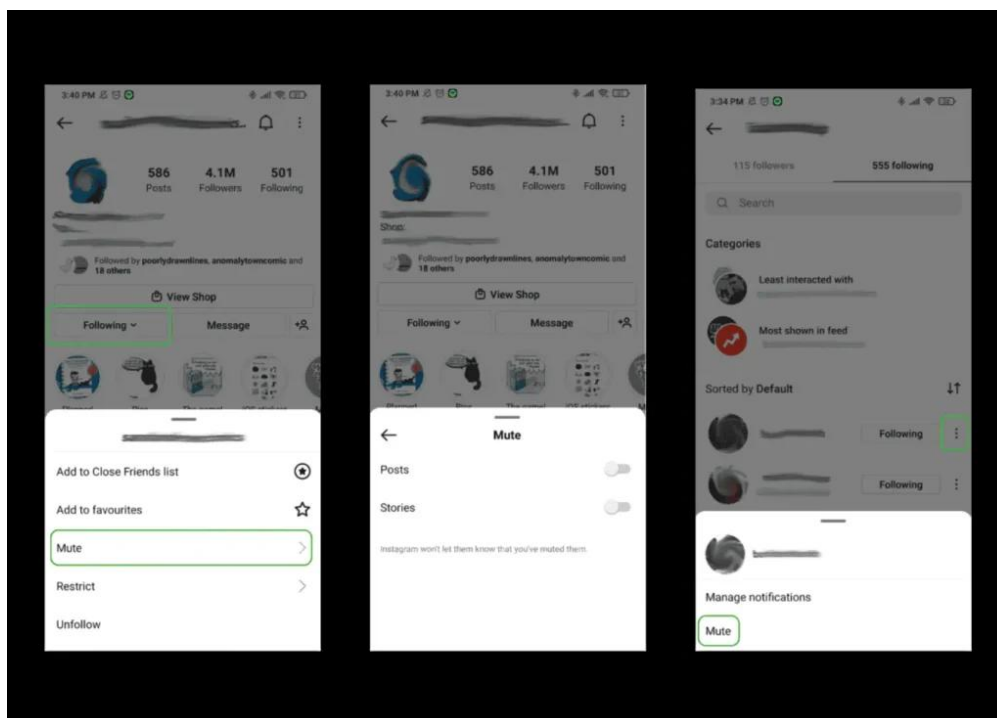 3:40 PM
586 4.1M 501
Posts Followers Following
Followed by poorlydrawnlines, anomalytowncomic and
18 others
View Shop
Following Message
Add to Close Friends list
Add to favourites
Mute
Restrict
Unfollow
3:40 PM
586 4.1M 501
Posts Followers Following
Shop:
Followed by poorlydrawnlines, anomalytowncomic and
18 others
View Shop
Following Message
Mute
Posts
Stories
Instagram won't let them know that you've muted them.
3:34 PM
115 followers 555 following
Search
Categories
Least interacted with
Most shown in feed
Sorted by Default
Following
Following
Manage notifications
Mute